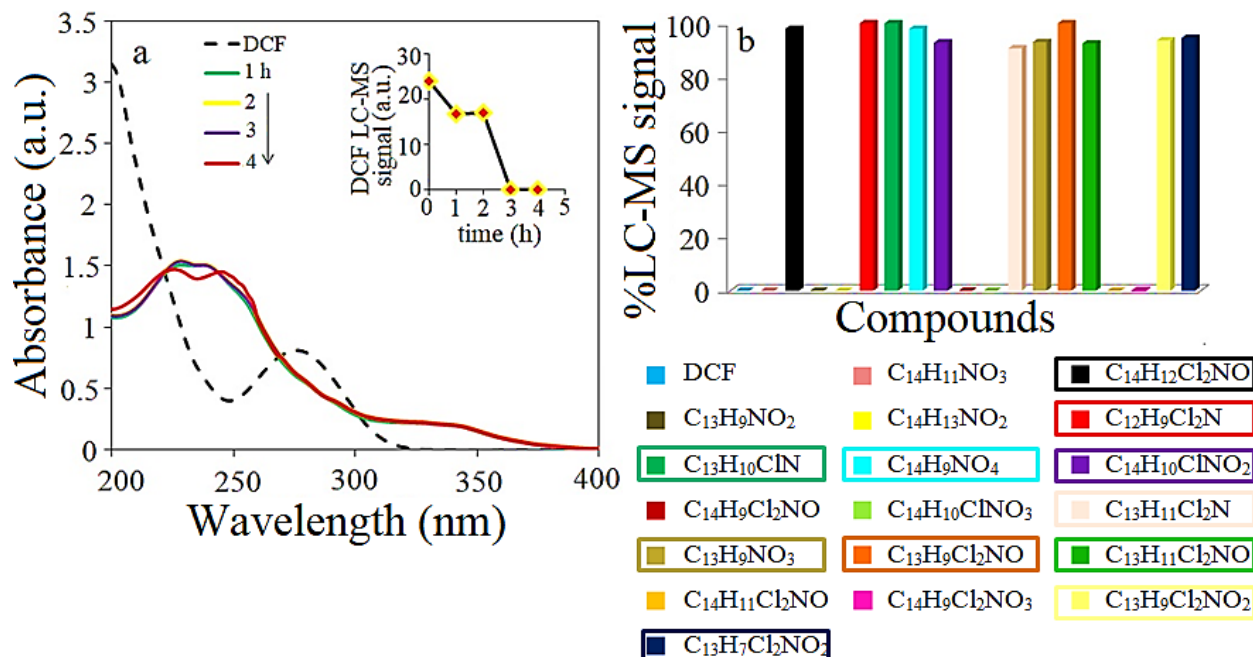 a
3.5
3
2.5
2
1.5
1
0.5
0
Absorbance (a.u.)
200 250 300 350 400
Wavelength (nm)
DCF
1 h
2
3
4
30
20
10
0
DCF LC-MS
signal (a.u.)
0 1 2 3 4 5
time (h)
b
100
80
60
40
20
0
%LC-MS signal
Compounds
DCF C₁₄H₁₁NO₃ C₁₄H₁₂Cl₂NO
C₁₃H₉NO₂ C₁₄H₁₃NO₂ C₁₂H₉Cl₂N
C₁₃H₁₀ClN C₁₄H₉NO₄ C₁₄H₁₀ClNO₂
C₁₄H₉Cl₂NO C₁₄H₁₀ClNO₃ C₁₃H₁₁Cl₂N
C₁₃H₉NO₃ C₁₃H₉Cl₂NO C₁₃H₁₁Cl₂NO
C₁₄H₁₁Cl₂NO C₁₄H₉Cl₂NO₃ C₁₃H₉Cl₂NO₂
C₁₃H₇Cl₂NO₂